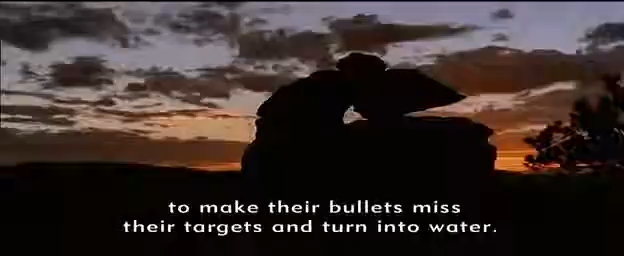 to make their bullets miss
their targets and turn into water.